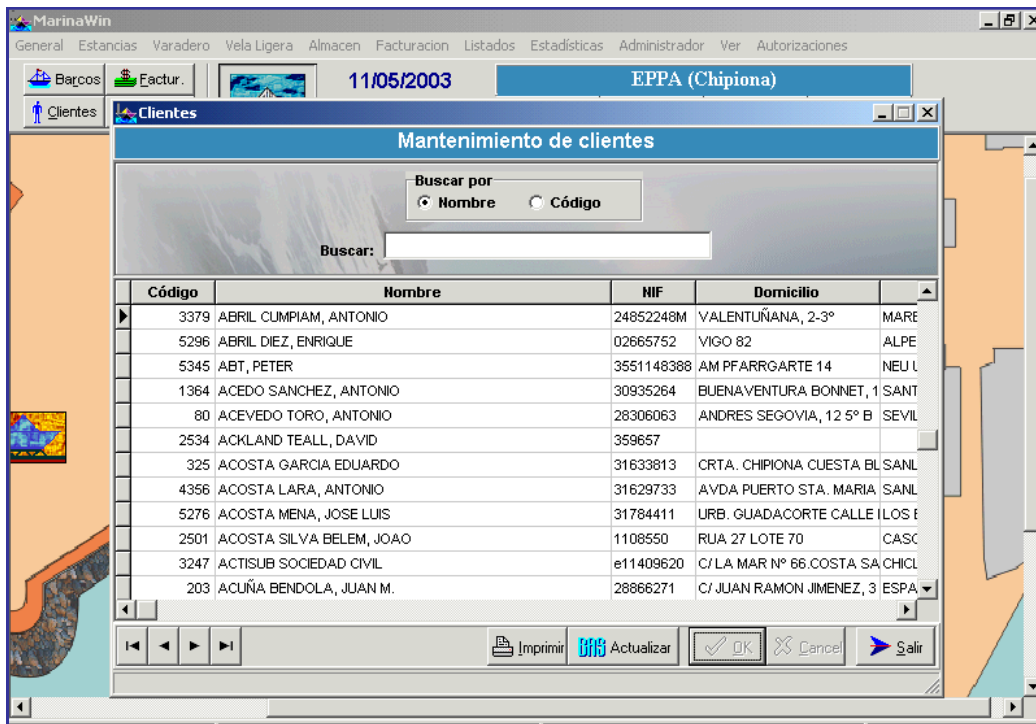 MarinaWin
General Estancias Varadero Vela Ligera Almacen Facturacion Listados Estadísticas Administrador Ver Autorizaciones
Barcos Factur. 11/05/2003 EPPA (Chipiona)
Clientes
Clientes
Mantenimiento de clientes
Buscar por
Nombre Código
Buscar:
Código Nombre NIF Domicilio
3379 ABRIL CUMPIAM, ANTONIO 24852248M VALENTUÑANA, 2-3º MARE
5296 ABRIL DIEZ, ENRIQUE 02665752 VIGO 82 ALPE
5345 ABT, PETER 3551148388 AM PFARRGARTE 14 NEU
1364 ACEDO SANCHEZ, ANTONIO 30935264 BUENAVENTURA BONNET, 1 SANT
80 ACEVEDO TORO, ANTONIO 28306063 ANDRES SEGOVIA, 12 5º B SEVIL
2534 ACKLAND TEALL, DAVID 359657
325 ACOSTA GARCIA EDUARDO 31633813 CRTA. CHIPIONA CUESTA BL SANL
4356 ACOSTA LARA, ANTONIO 31629733 AVDA PUERTO STA. MARIA SANL
5276 ACOSTA MENA, JOSE LUIS 31784411 URB. GUADACORTE CALLE LOS
2501 ACOSTA SILVA BELEM, JOAO 1108550 RUA 27 LOTE 70 CASC
3247 ACTISUB SOCIEDAD CIVIL e11409620 C/ LA MAR Nº 66.COSTA SA CHICL
203 ACUÑA BENDOLA, JUAN M. 28866271 C/ JUAN RAMON JIMENEZ, 3 ESPA
Imprimir BAS Actualizar OK Cancel Salir